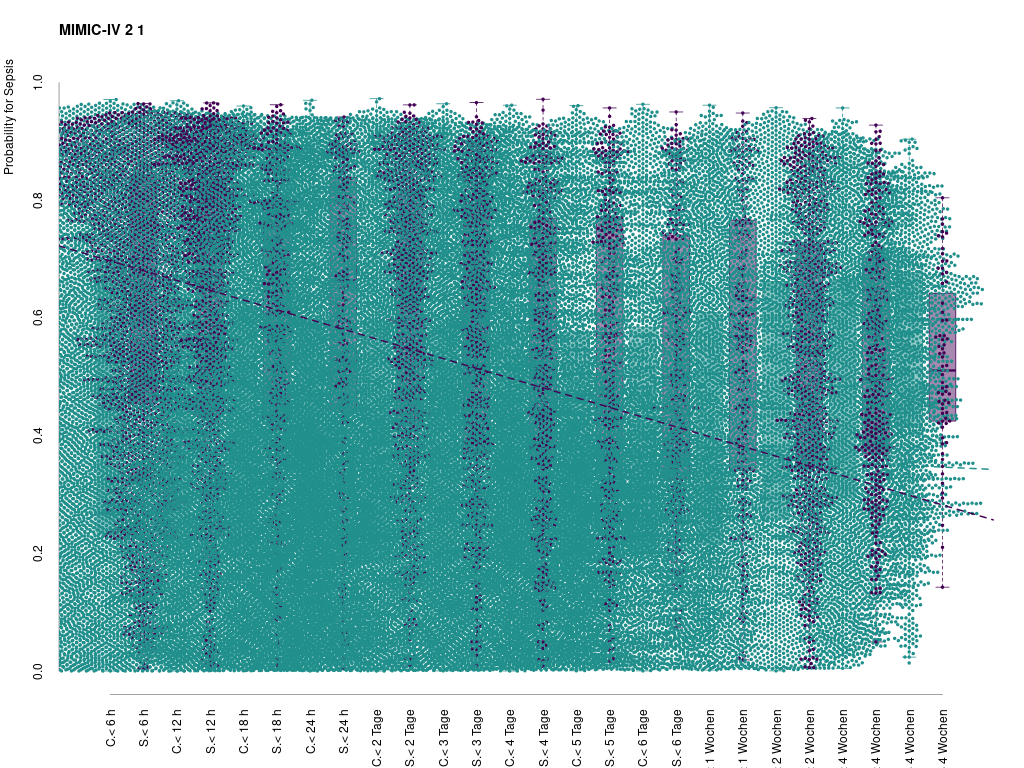 MIMIC-IV 2 1
Probability for Sepsis
1.0
0.8
0.6
0.4
0.2
0.0
C.< 6 h
S.< 6 h
C.< 12 h
S.< 12 h
C.< 18 h
S.< 18 h
C.< 24 h
S.< 24 h
C.< 2 Tage
S.< 2 Tage
C.< 3 Tage
S.< 3 Tage
C.< 4 Tage
S.< 4 Tage
C.< 5 Tage
S.< 5 Tage
C.< 6 Tage
S.< 6 Tage
1 Wochen
1 Wochen
2 Wochen
2 Wochen
4 Wochen
4 Wochen
4 Wochen
4 Wochen